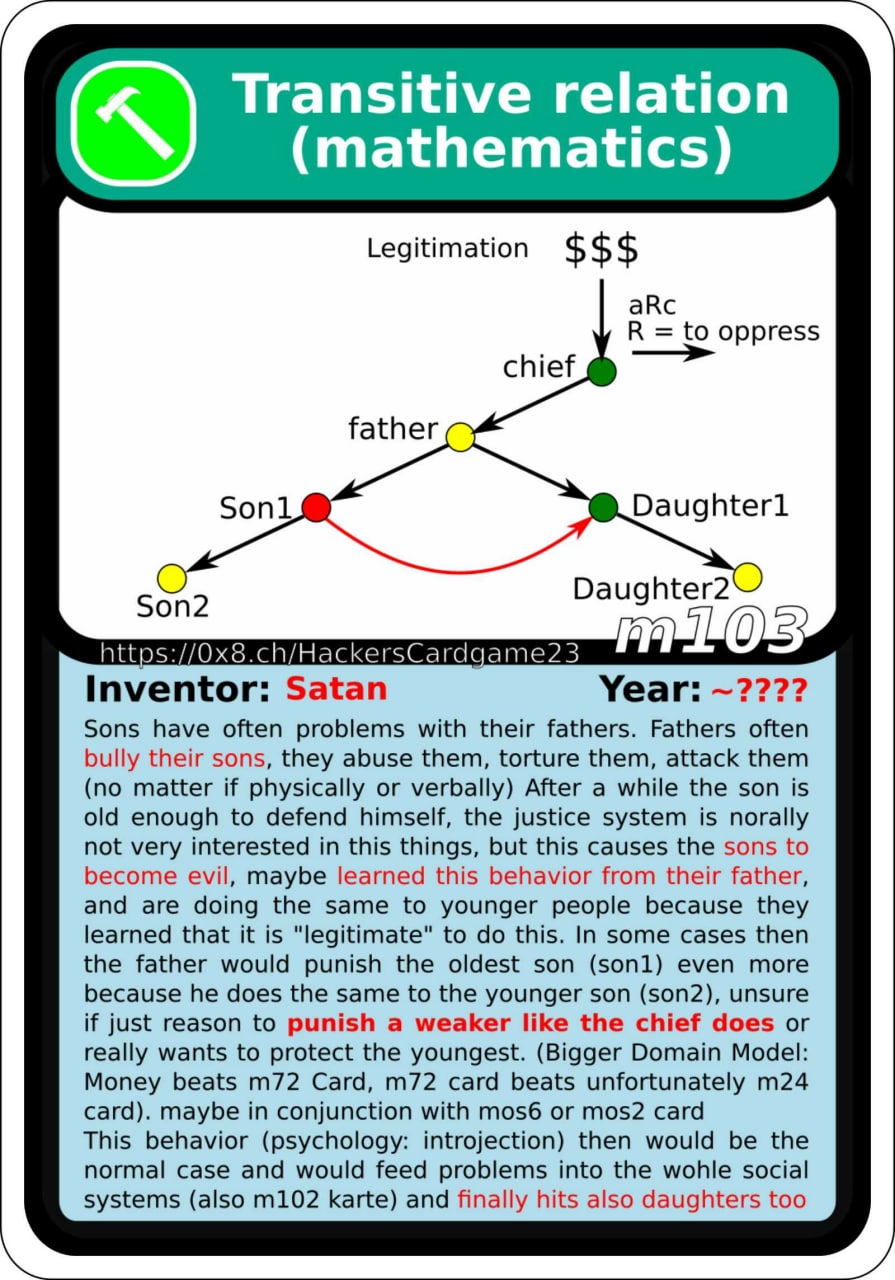 Transitive relation
(mathematics)
Legitimation $$$
aRc
R = to oppress
chief
father
Son1
Daughter1
Daughter2
Son2
m103
https://0x8.ch/HackersCardgame23
Inventor: Satan Year: ~????
Sons have often problems with their fathers. Fathers often
bully their sons, they abuse them, torture them, attack them
(no matter if physically or verbally) After a while the son is
old enough to defend himself, the justice system is norally
not very interested in this things, but this causes the sons to
become evil, maybe learned this behavior from their father,
and are doing the same to younger people because they
learned that it is "legitimate" to do this. In some cases then
the father would punish the oldest son (son1) even more
because he does the same to the younger son (son2), unsure
if just reason to punish a weaker like the chief does or
really wants to protect the youngest. (Bigger Domain Model:
Money beats m72 Card, m72 card beats unfortunately m24
card). maybe in conjunction with mos6 or mos2 card
This behavior (psychology: introjection) then would be the
normal case and would feed problems into the wohle social
systems (also m102 karte) and finally hits also daughters too